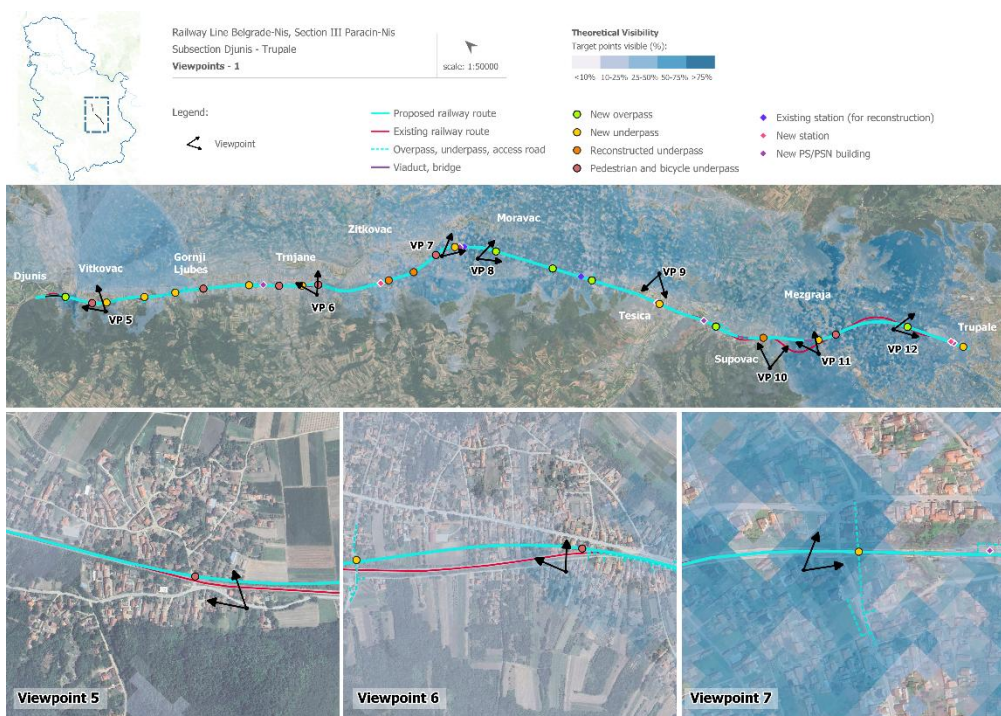 Railway Line Belgrade-Nis, Section III Paracin-Nis
Subsection Djunis - Trupale
Viewpoints - 1
scale: 1:50000
Theoretical Visibility
Target points visible (%):
<10% 10-25% 25-50% 50-75% >75%
Legend:
Viewpoint
Proposed railway route
Existing railway route
Overpass, underpass, access road
Viaduct, bridge
New overpass
New underpass
Reconstructed underpass
Pedestrian and bicycle underpass
Existing station (for reconstruction)
New station
New PS/PSN building
Djunis
Vitkovac
VP 5
Gornji
Ljubes
Trnjane
VP 6
Zitkovac
VP 7
Moravac
VP 8
VP 9
Tesica
Supovac
VP 10
Mezgraja
VP 11
VP 12
Trupale
Viewpoint 5
Viewpoint 6
Viewpoint 7